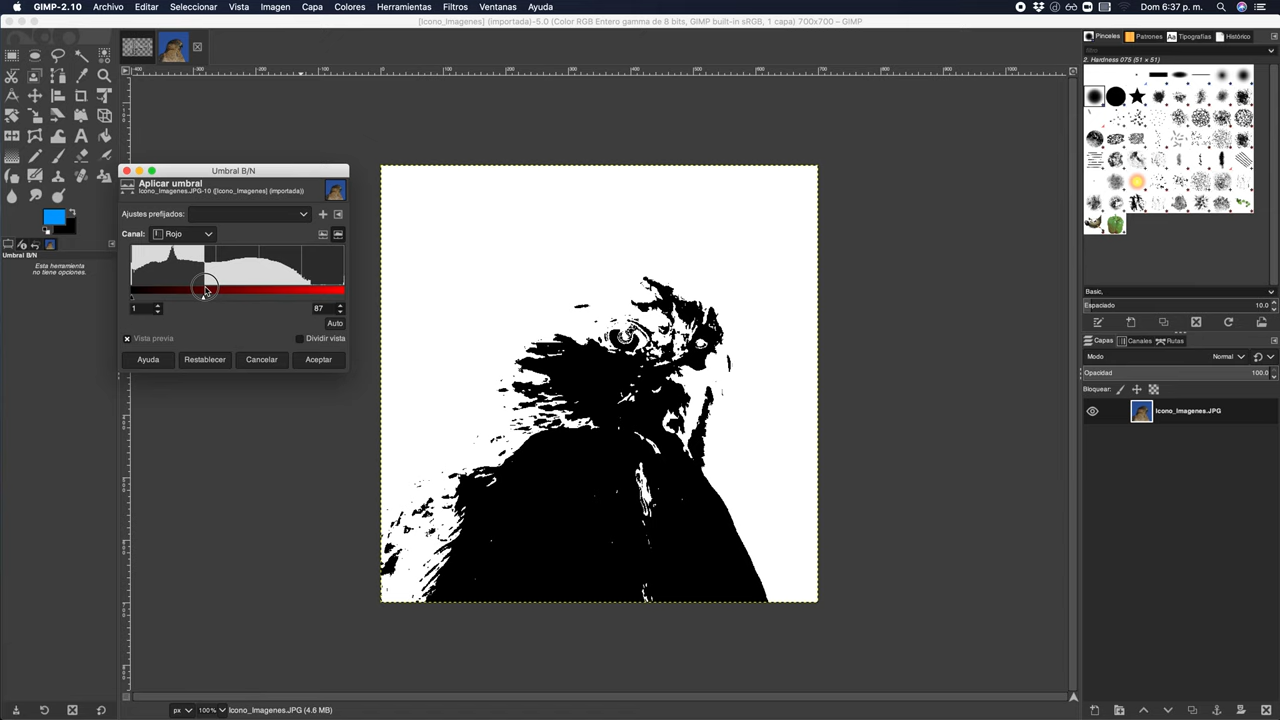 GIMP-2.10 Archivo Editar Seleccionar Vista Imagen Capa Colores Herramientas Filtros Ventanas Ayuda Dom 6:37 p. m.
[Icono_Imagenes] (importada)-5.0 (Color RGB Entero gamma de 8 bits, GIMP built-in sRGB, 1 capa) 700x700 – GIMP
Pinceles Patrones Aa Tipografías Histórico
filtro
2. Hardness 075 (51 × 51)
Umbral B/N
Aplicar umbral
Icono_Imagenes.JPG-10 ([Icono_Imagenes] (importada))
Ajustes prefijados:
Canal: Rojo
1 87
Auto
Vista previa Dividir vista
Ayuda Restablecer Cancelar Aceptar
Umbral B/N
Esta herramienta
no tiene opciones.
Basic,
Espaciado 10.0
Capas Canales Rutas
Modo Normal
Opacidad 100.0
Bloquear:
Icono_Imagenes.JPG
px 100% Icono_Imagenes.JPG (4.6 MB)